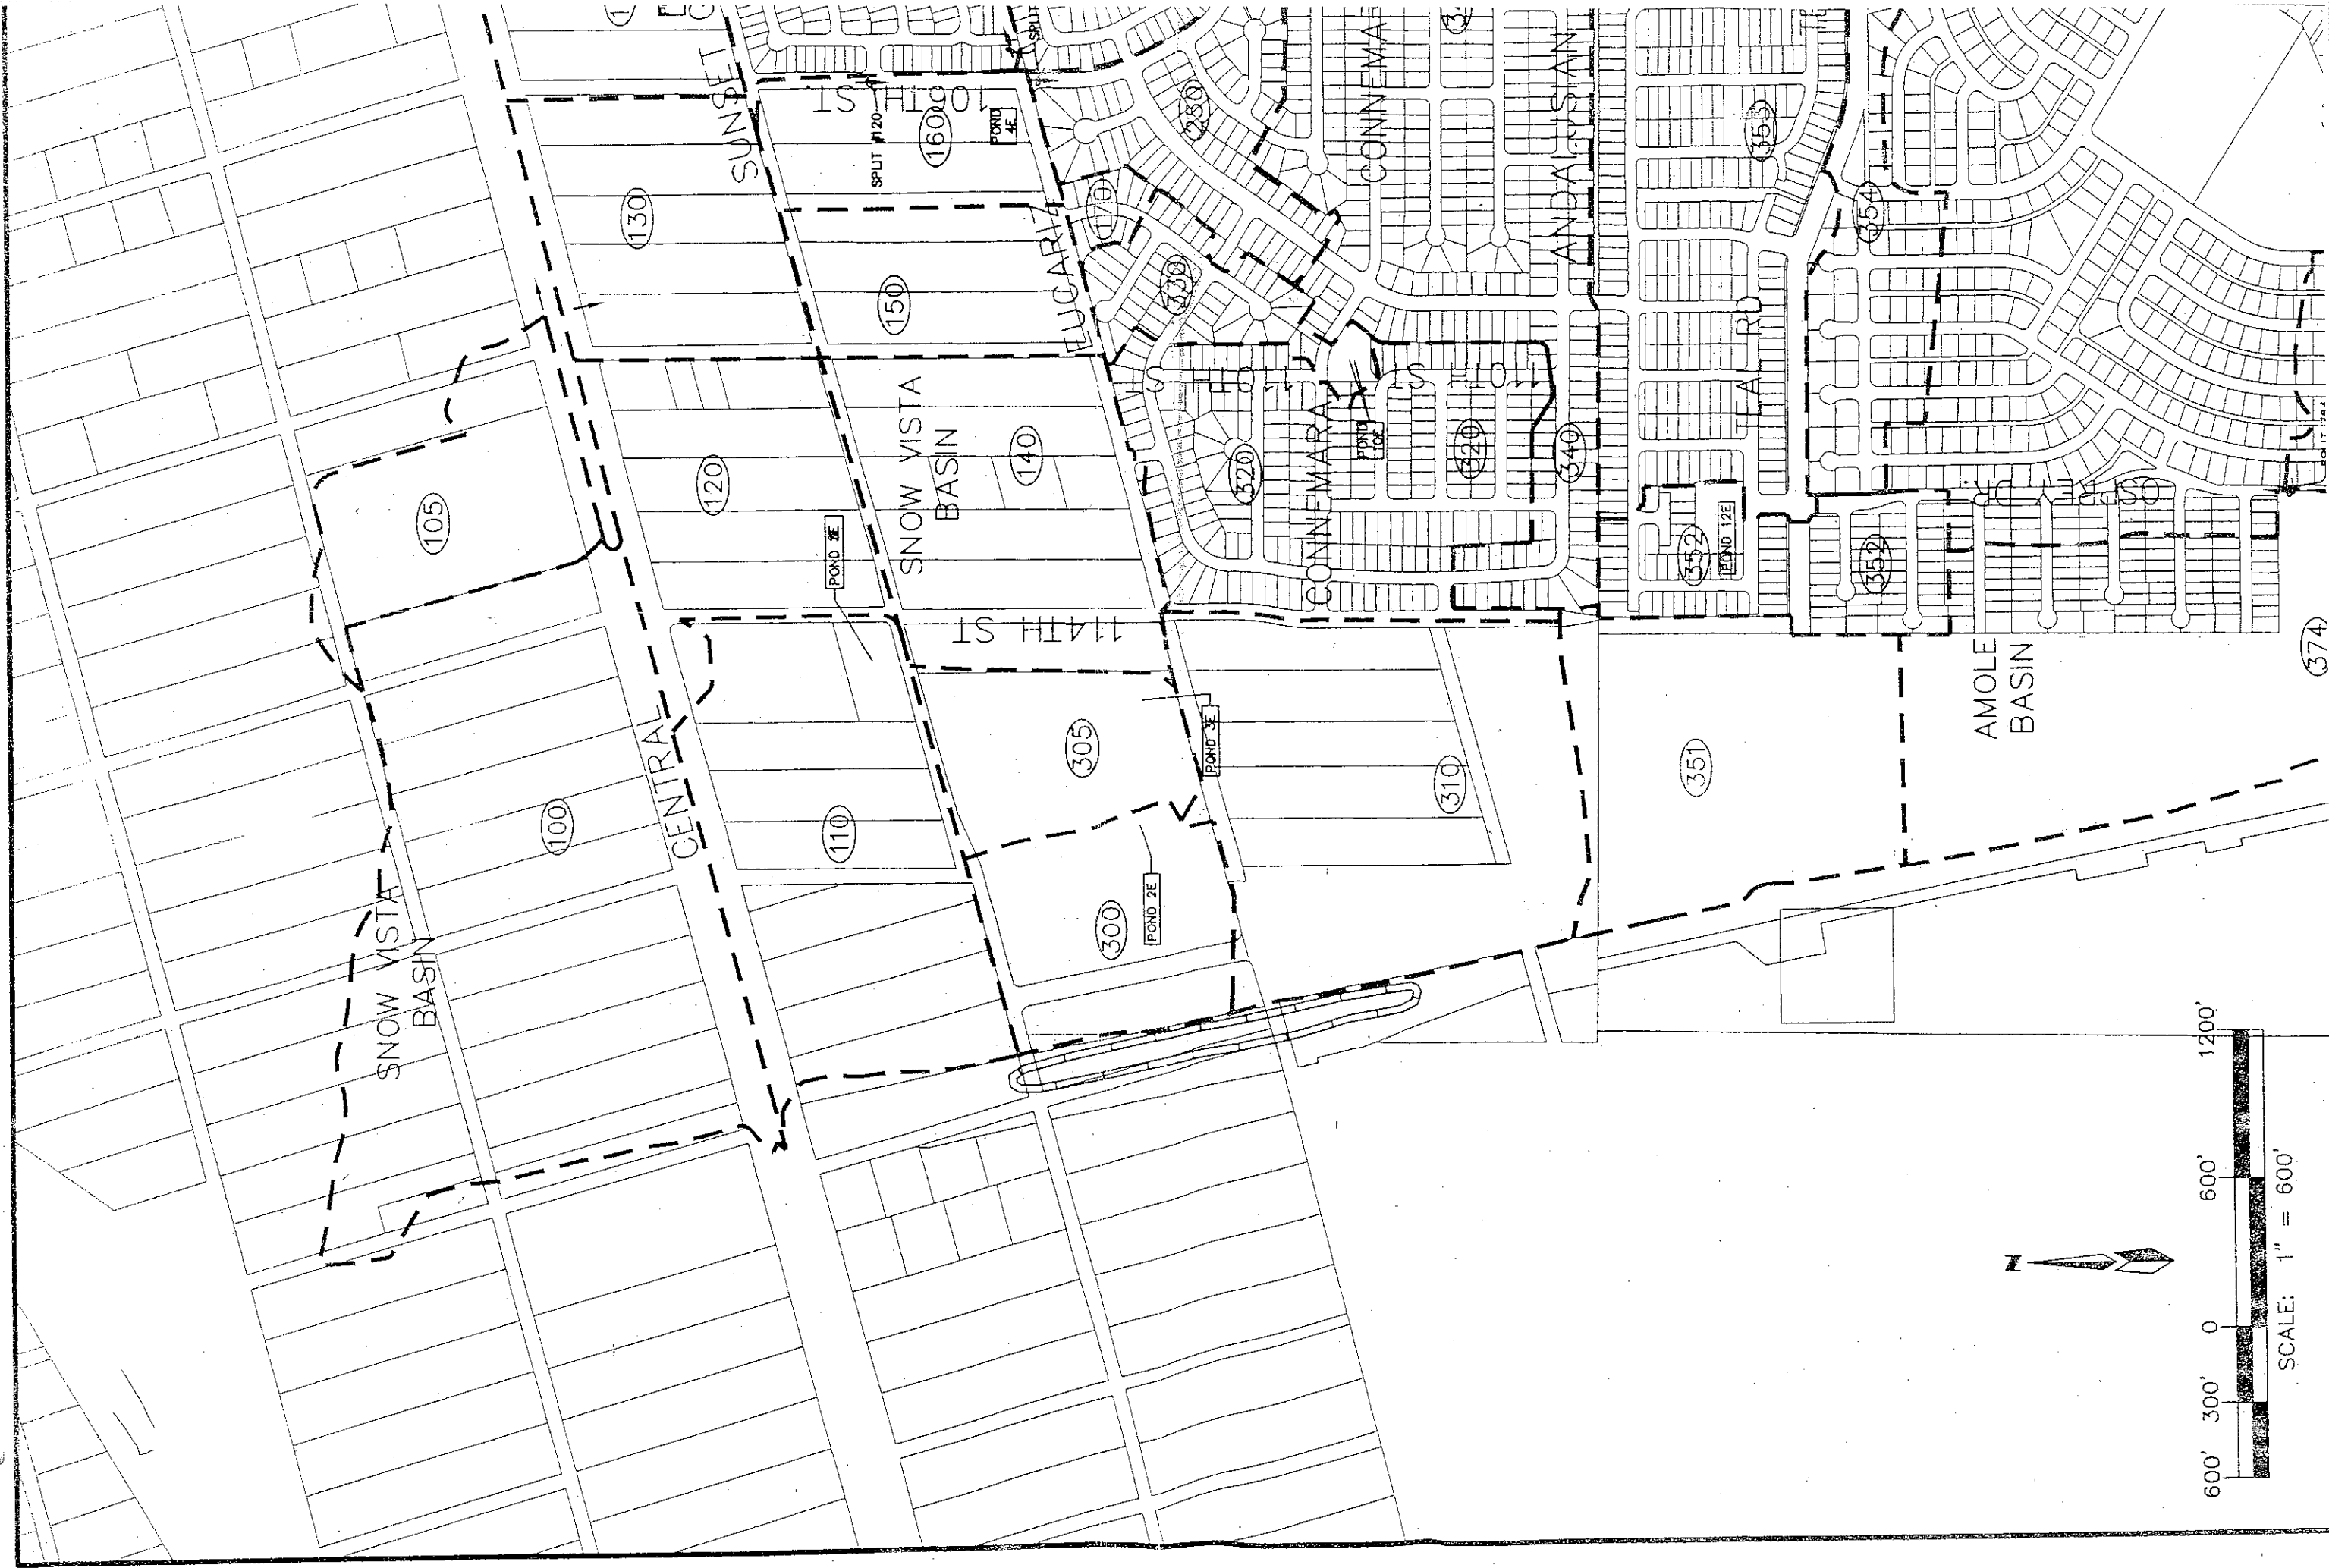 SUNSET
106TH ST
SPLIT 120
160
POND
4E
130
150
EUCARIZ
170
230
330
CONNEMARA
ANDALUSIAN
353
354
105
120
SNOW VISTA
BASIN
140
110TH ST
110TH ST
320
CONNEMARA
POND
10E
320
340
TEA RD
352
POND 12E
352
OSPREY DR.
114TH ST
100
CENTRAL
110
305
POND 3E
310
351
AMOLE
BASIN
374
SNOW VISTA
BASIN
300
POND 2E
N
600' 300' 0 600' 1200'
SCALE: 1" = 600'